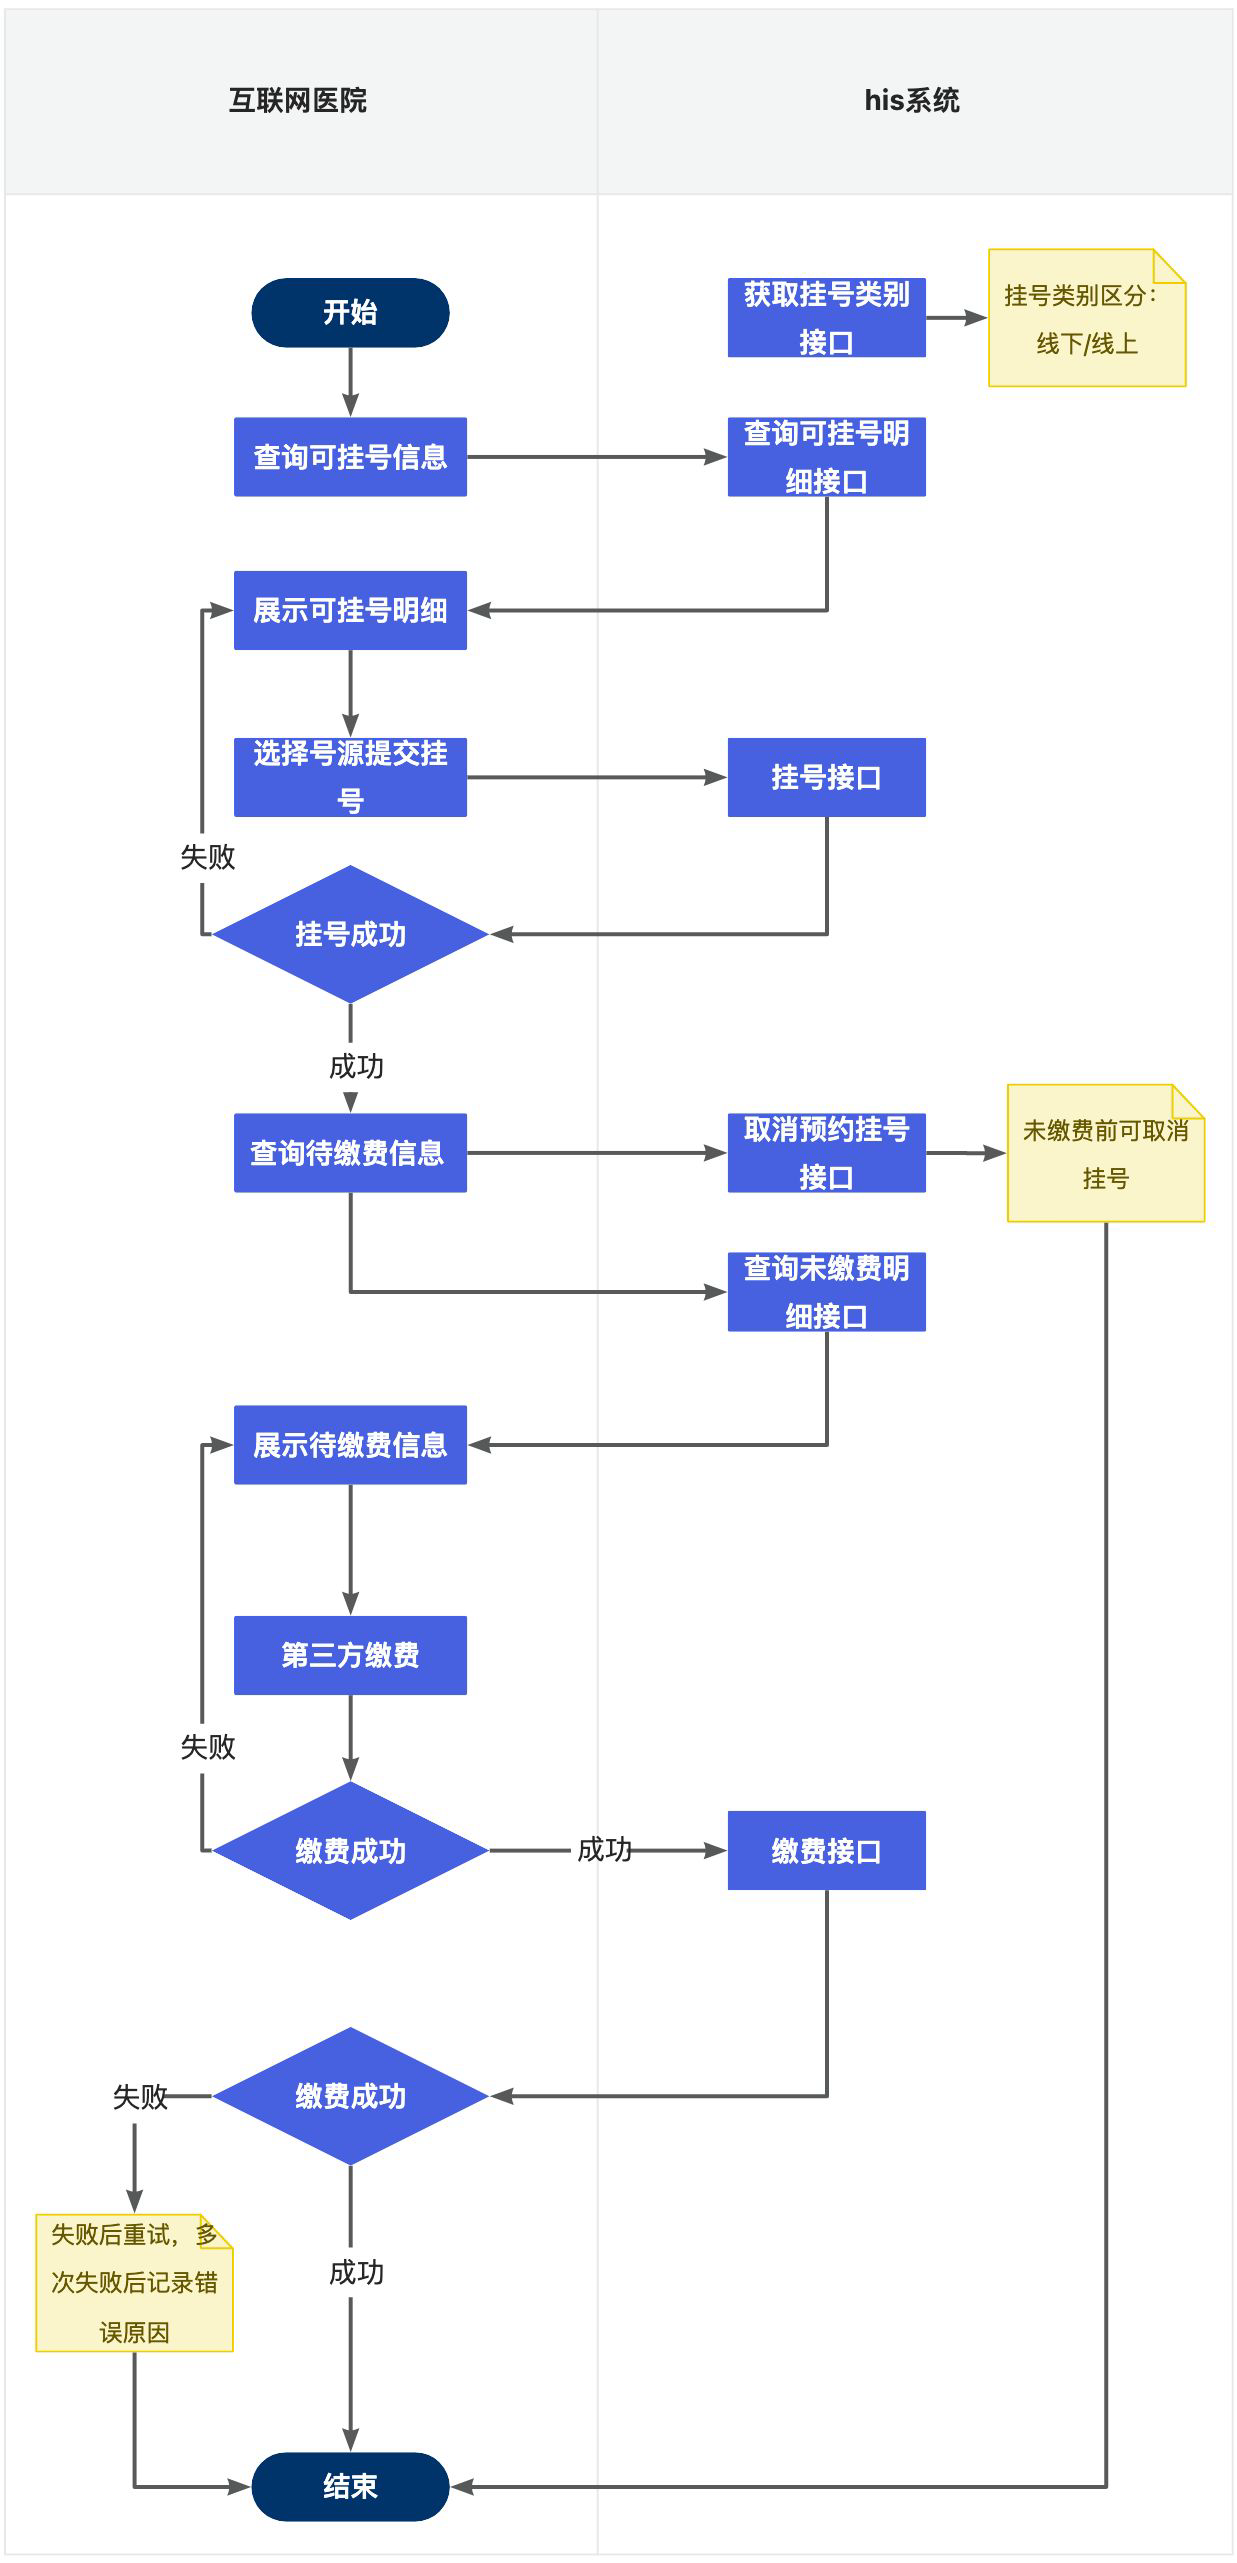 互联网医院
his系统
开始
获取挂号类别
接口
挂号类别区分：
线下/线上
查询可挂号信息
查询可挂号明
细接口
展示可挂号明细
选择号源提交挂
号
挂号接口
失败
挂号成功
成功
查询待缴费信息
取消预约挂号
接口
未缴费前可取消
挂号
查询未缴费明
细接口
展示待缴费信息
第三方缴费
失败
缴费成功
成功
缴费接口
失败
缴费成功
失败后重试，多
次失败后记录错
误原因
成功
结束